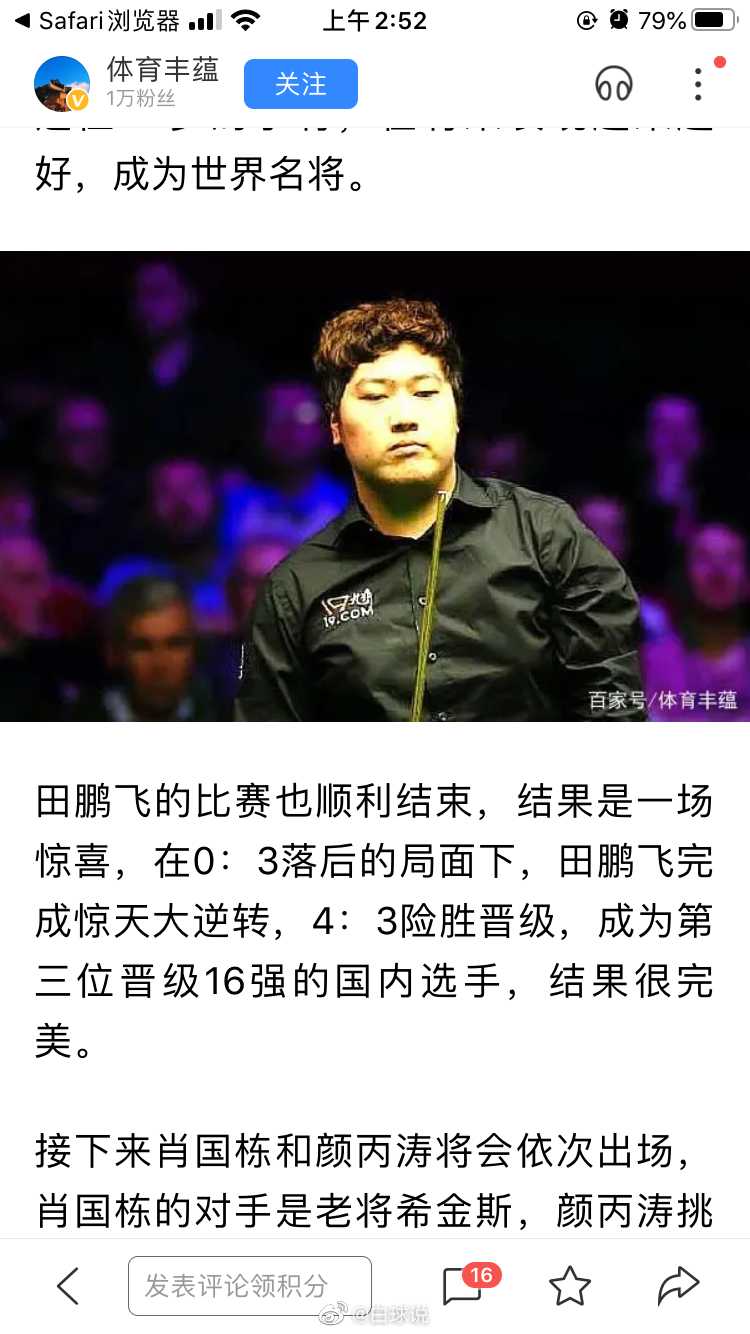 Safari浏览器
上午2:52
79%
体育丰蕴
1万粉丝
关注
好，成为世界名将。
19.COM
百家号/体育丰蕴
田鹏飞的比赛也顺利结束，结果是一场
惊喜，在0：3落后的局面下，田鹏飞完
成惊天大逆转，4：3险胜晋级，成为第
三位晋级16强的国内选手，结果很完
美。
接下来肖国栋和颜丙涛将会依次出场，
肖国栋的对手是老将希金斯，颜丙涛挑
发表评论领积分
16
@白球说